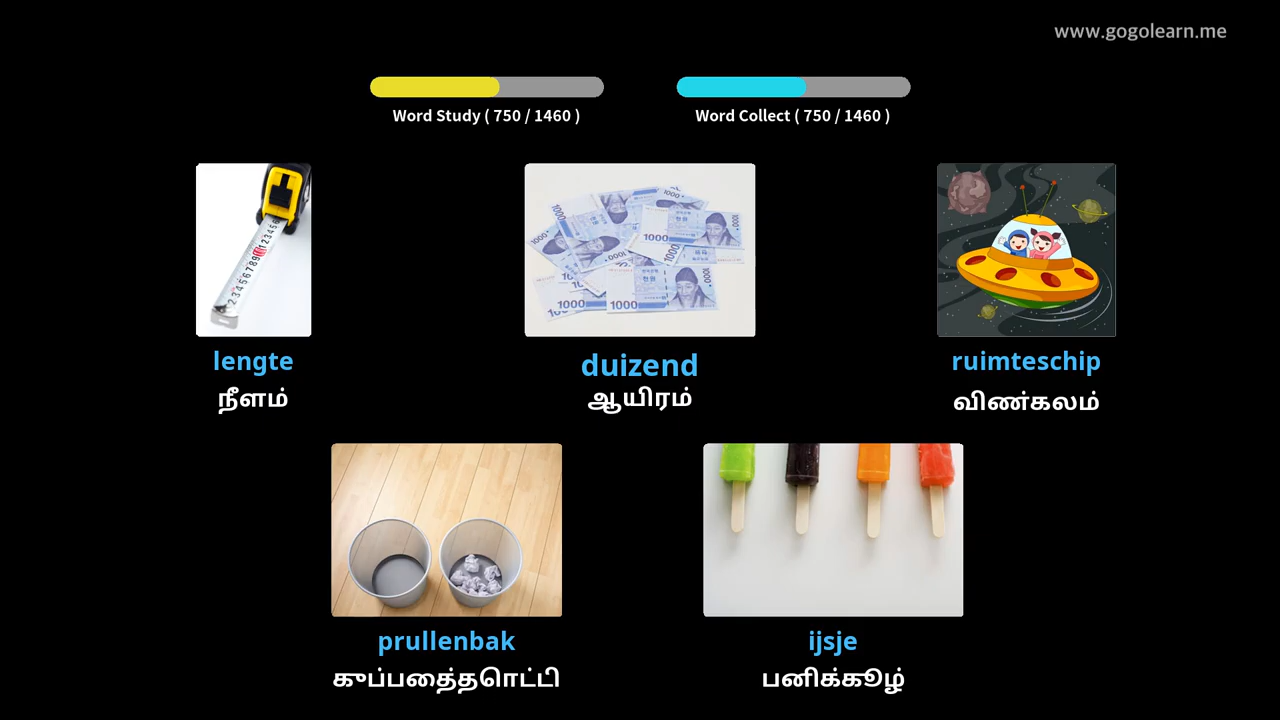 www.gogolearn.me
Word Study ( 750 / 1460 )
Word Collect ( 750 / 1460 )
lengte
நீளம்
duizend
ஆயிரம்
ruimteschip
விண்கலம்
prullenbak
குப்பைத்தொட்டி
ijsje
பனிக்கூழ்